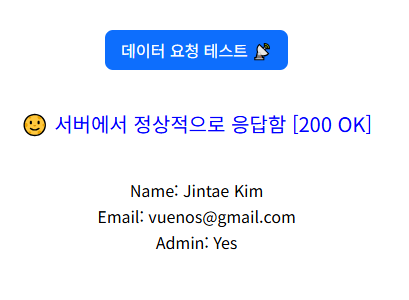 데이터 요청 테스트 📡
🙂 서버에서 정상적으로 응답함 [200 OK]
Name: Jintae Kim
Email: vuenos@gmail.com
Admin: Yes